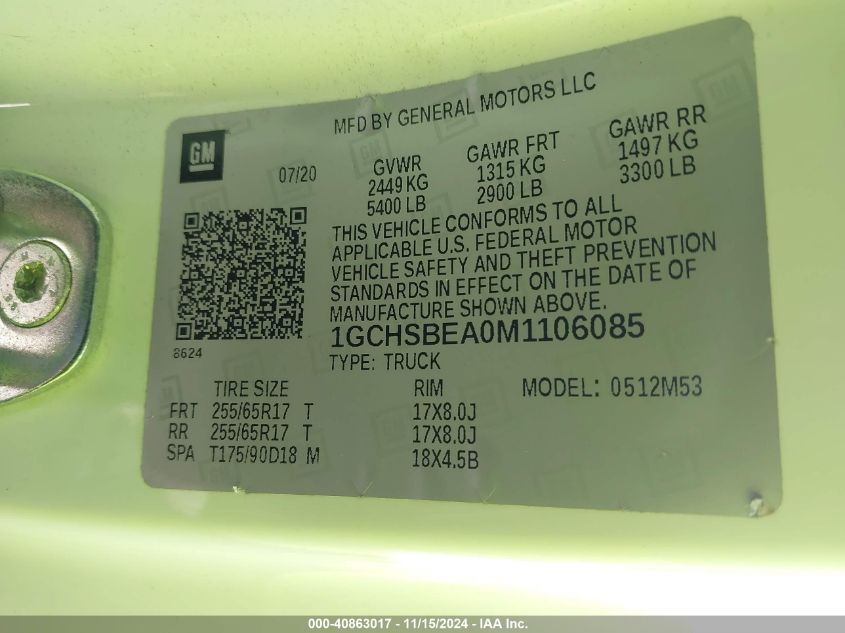 MFD BY GENERAL MOTORS LLC
GM
07/20
GVWR GAWR FRT GAWR RR
2449 KG 1315 KG 1497 KG
5400 LB 2900 LB 3300 LB
THIS VEHICLE CONFORMS TO ALL
APPLICABLE U.S. FEDERAL MOTOR
VEHICLE SAFETY AND THEFT PREVENTION
STANDARDS IN EFFECT ON THE DATE OF
MANUFACTURE SHOWN ABOVE.
8624
1GCHSBEA0M1106085
TYPE: TRUCK
TIRE SIZE RIM MODEL: 0512M53
FRT 255/65R17 T 17X8.0J
RR 255/65R17 T 17X8.0J
SPA T175/90D18 M 18X4.5B
000-40863017 - 11/15/2024 - IAA Inc.